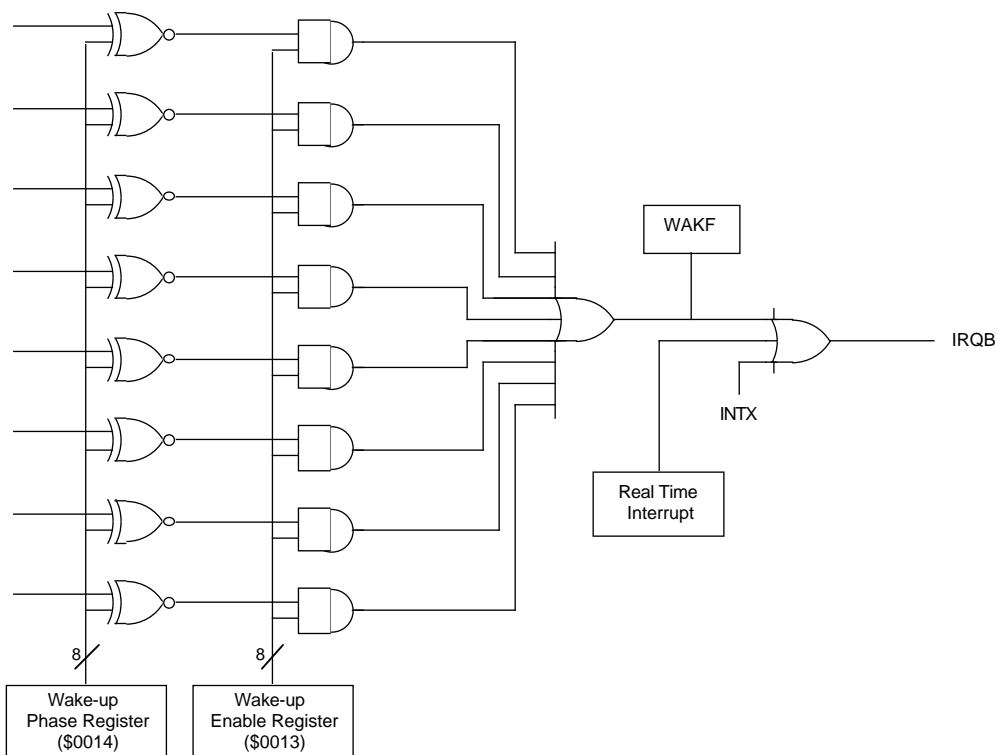 WAKF
IRQB
INTX
Real Time
Interrupt
8
8
Wake-up
Phase Register
($0014)
Wake-up
Enable Register
($0013)